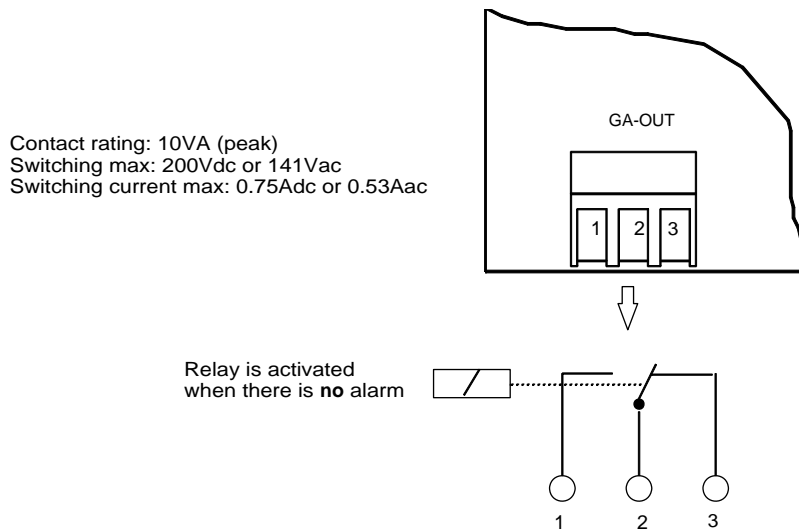 GA-OUT
Contact rating: 10VA (peak)
Switching max: 200Vdc or 141Vac
Switching current max: 0.75Adc or 0.53Aac
1 2 3
Relay is activated
when there is no alarm
1 2 3